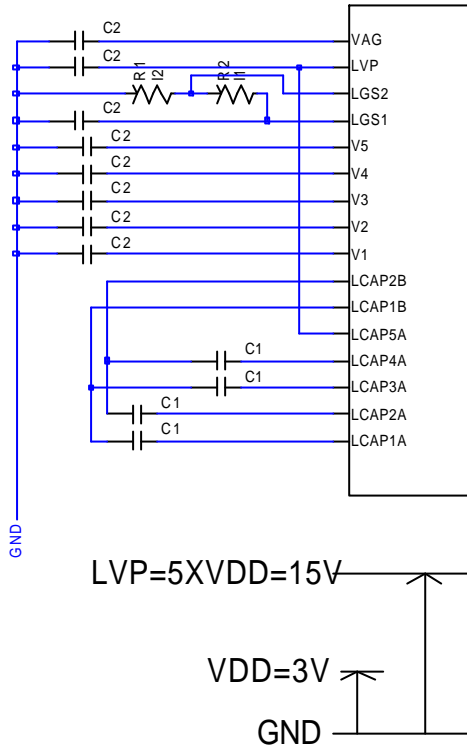 C2 VAG
C2 LVP
R1 I2 R2 I1 LGS2
C2 LGS1
C2 V5
C2 V4
C2 V3
C2 V2
C2 V1
LCAP2B
LCAP1B
LCAP5A
C1 LCAP4A
C1 LCAP3A
C1 LCAP2A
C1 LCAP1A
GND
LVP=5XVDD=15V
VDD=3V
GND